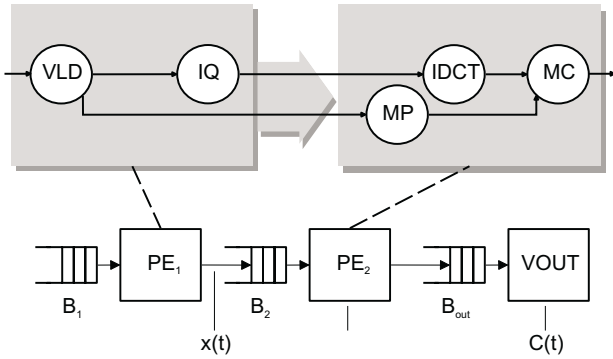 VLD
IQ
IDCT
MC
MP
PE₁
PE₂
VOUT
B₁
B₂
Bout
x(t)
C(t)